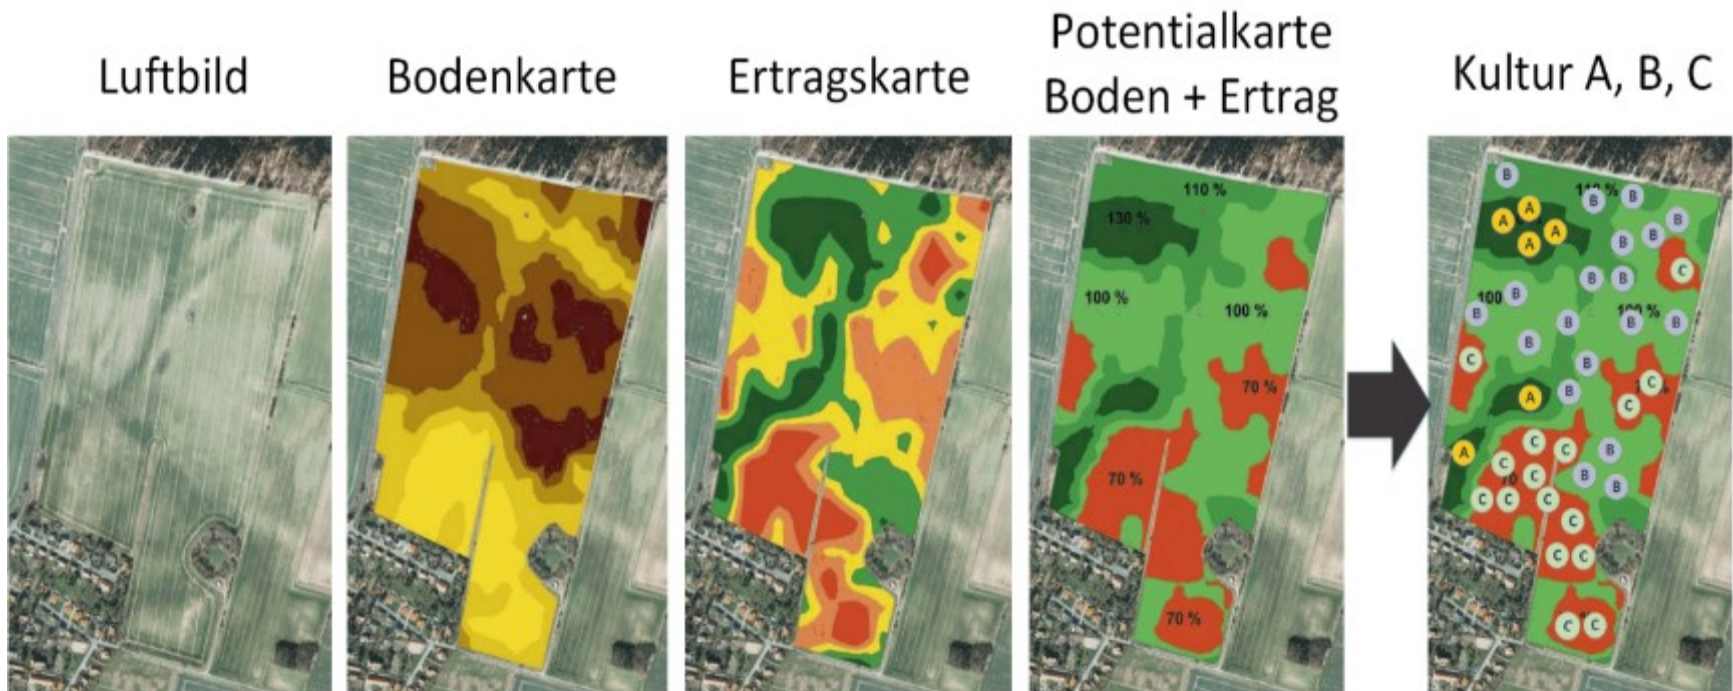 Luftbild
Bodenkarte
Ertragskarte
Potentialkarte
Boden + Ertrag
Kultur A, B, C
110 %
130 %
100 %
100 %
70 %
70 %
70 %
B
B
B
B
A
A
A
A
B
B
C
B
B
100
B
B
B
B
B
B
B
C
C
C
A
B
A
C
C
B
C
C
B
B
C
C
C
C
C
C
C
C